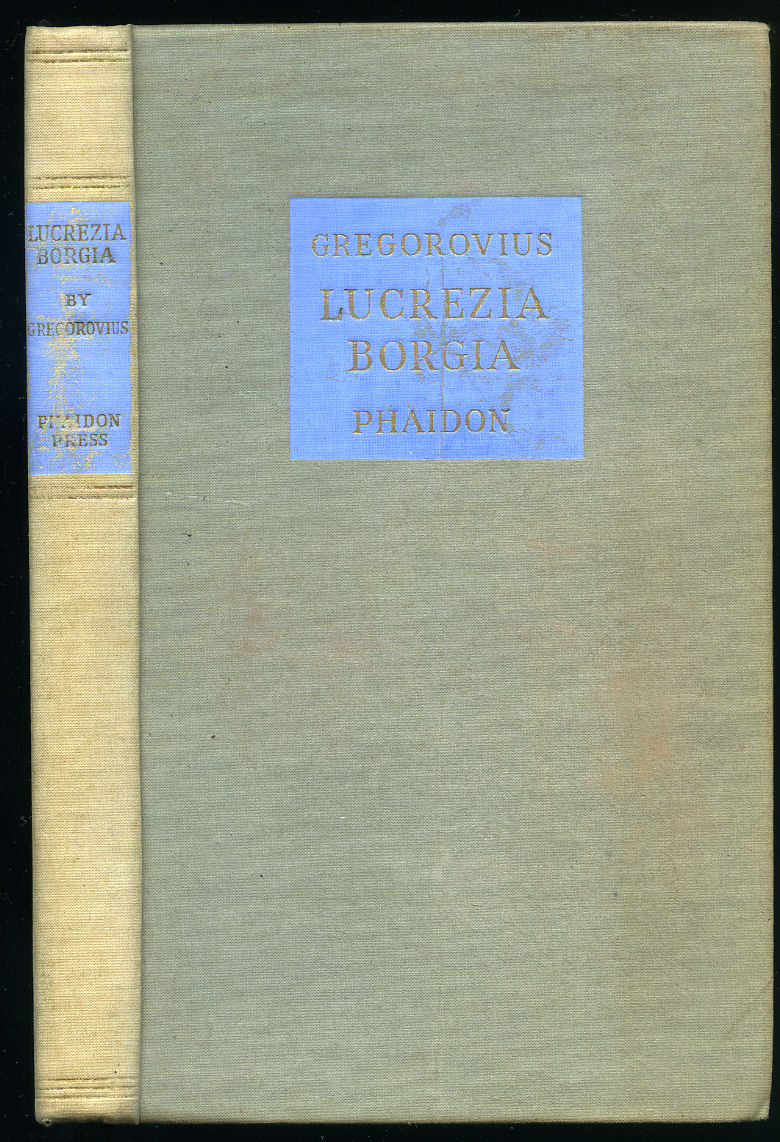 LUCREZIA
BORGIA
BY
GREGOROVIUS
PHAIDON
PRESS
GREGOROVIUS
LUCREZIA
BORGIA
PHAIDON